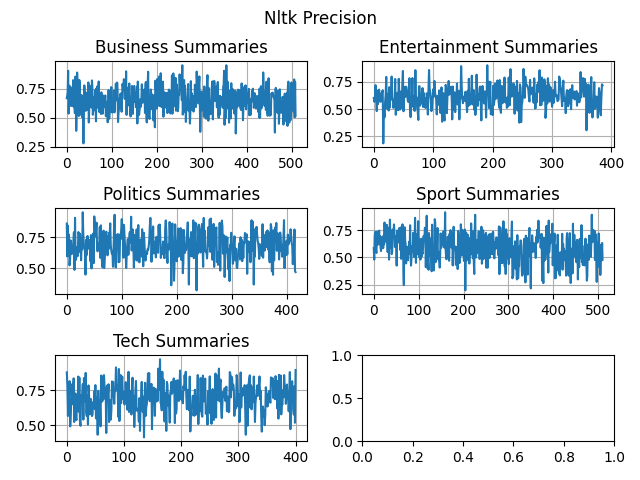 Nltk Precision
Business Summaries
0.75
0.50
0.25
0 100 200 300 400 500
Entertainment Summaries
0.75
0.50
0.25
0 100 200 300 400
Politics Summaries
0.75
0.50
0 100 200 300 400
Sport Summaries
0.75
0.50
0.25
0 100 200 300 400 500
Tech Summaries
0.75
0.50
0 100 200 300 400
1.0
0.5
0.0
0.0 0.2 0.4 0.6 0.8 1.0